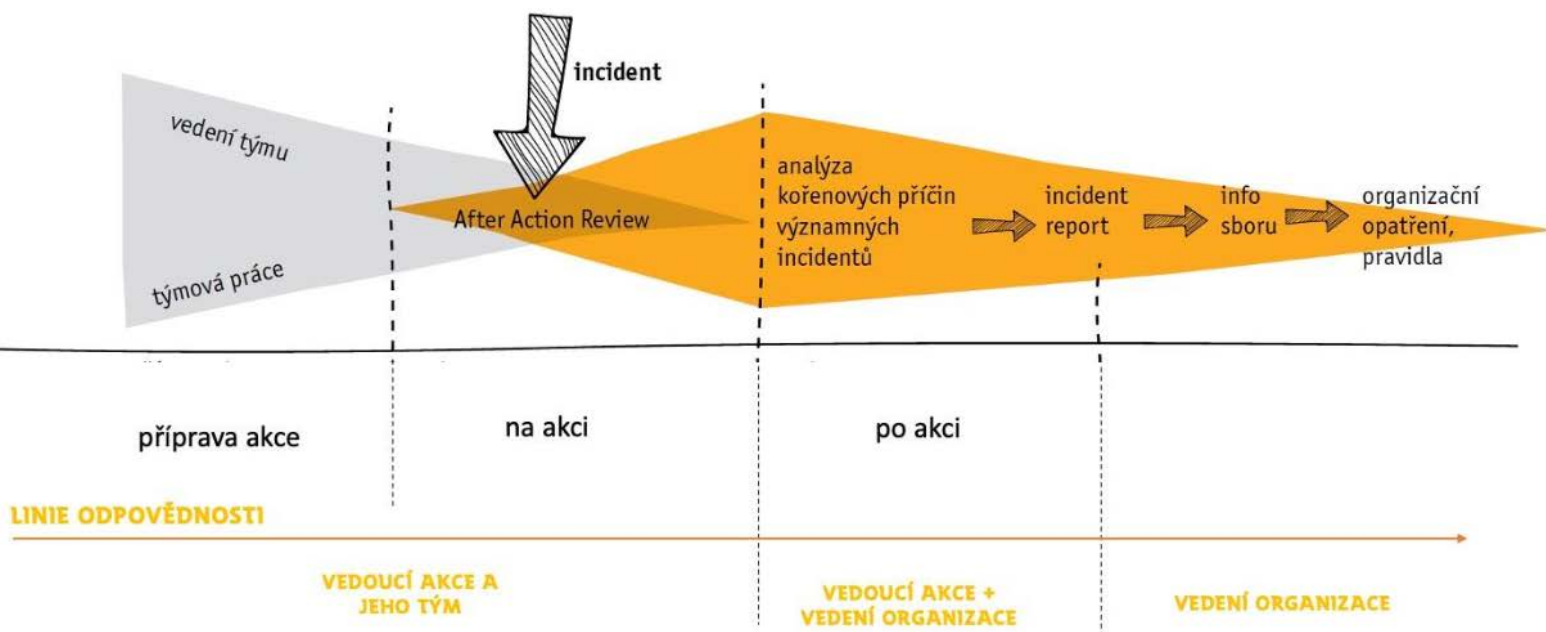 incident
vedení týmu
týmová práce
After Action Review
analýza
kořenových příčin
významných
incidentů
incident
report
info
sboru
organizační
opatření,
pravidla
příprava akce
na akci
po akci
LINIE ODPOVĚDNOSTI
VEDOUCÍ AKCE A
JEHO TÝM
VEDOUCÍ AKCE +
VEDENÍ ORGANIZACE
VEDENÍ ORGANIZACE